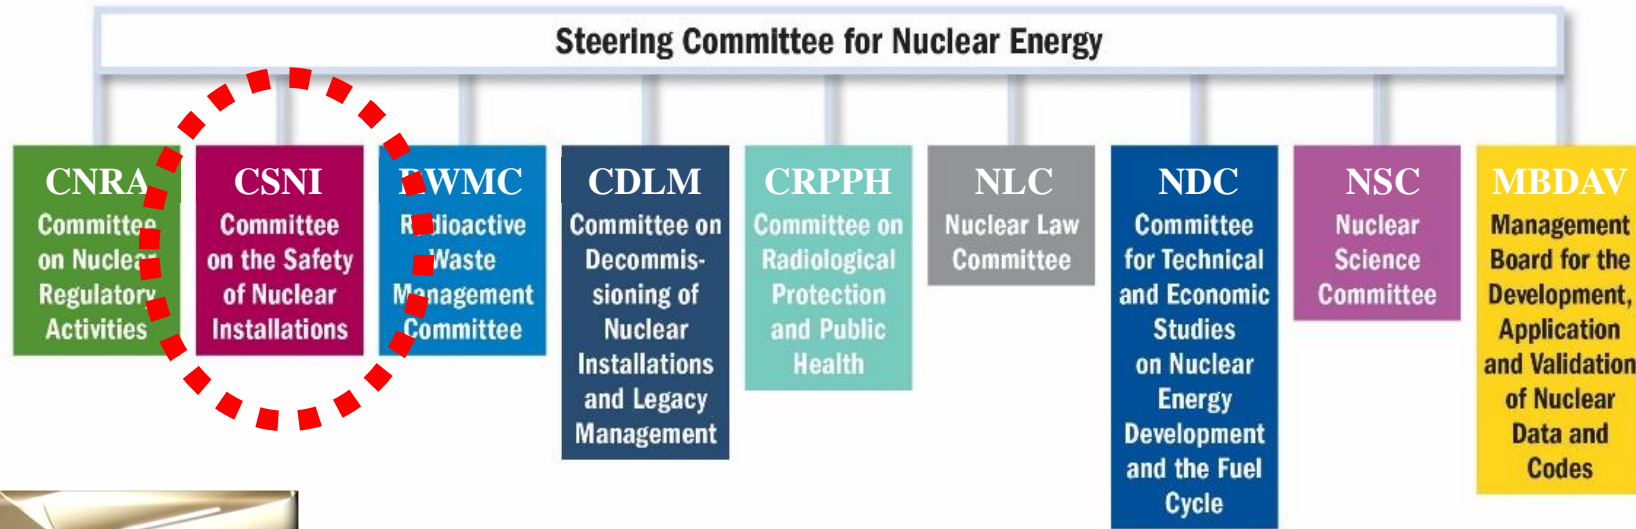 Steering Committee for Nuclear Energy
CNRA
Committee
on Nuclear
Regulatory
Activities
CSNI
Committee
on the Safety
of Nuclear
Installations
RWMC
Radioactive
Waste
Management
Committee
CDLM
Committee on
Decommis-
sioning of
Nuclear
Installations
and Legacy
Management
CRPPH
Committee on
Radiological
Protection
and Public
Health
NLC
Nuclear Law
Committee
NDC
Committee
for Technical
and Economic
Studies
on Nuclear
Energy
Development
and the Fuel
Cycle
NSC
Nuclear
Science
Committee
MBDAV
Management
Board for the
Development,
Application
and Validation
of Nuclear
Data and
Codes